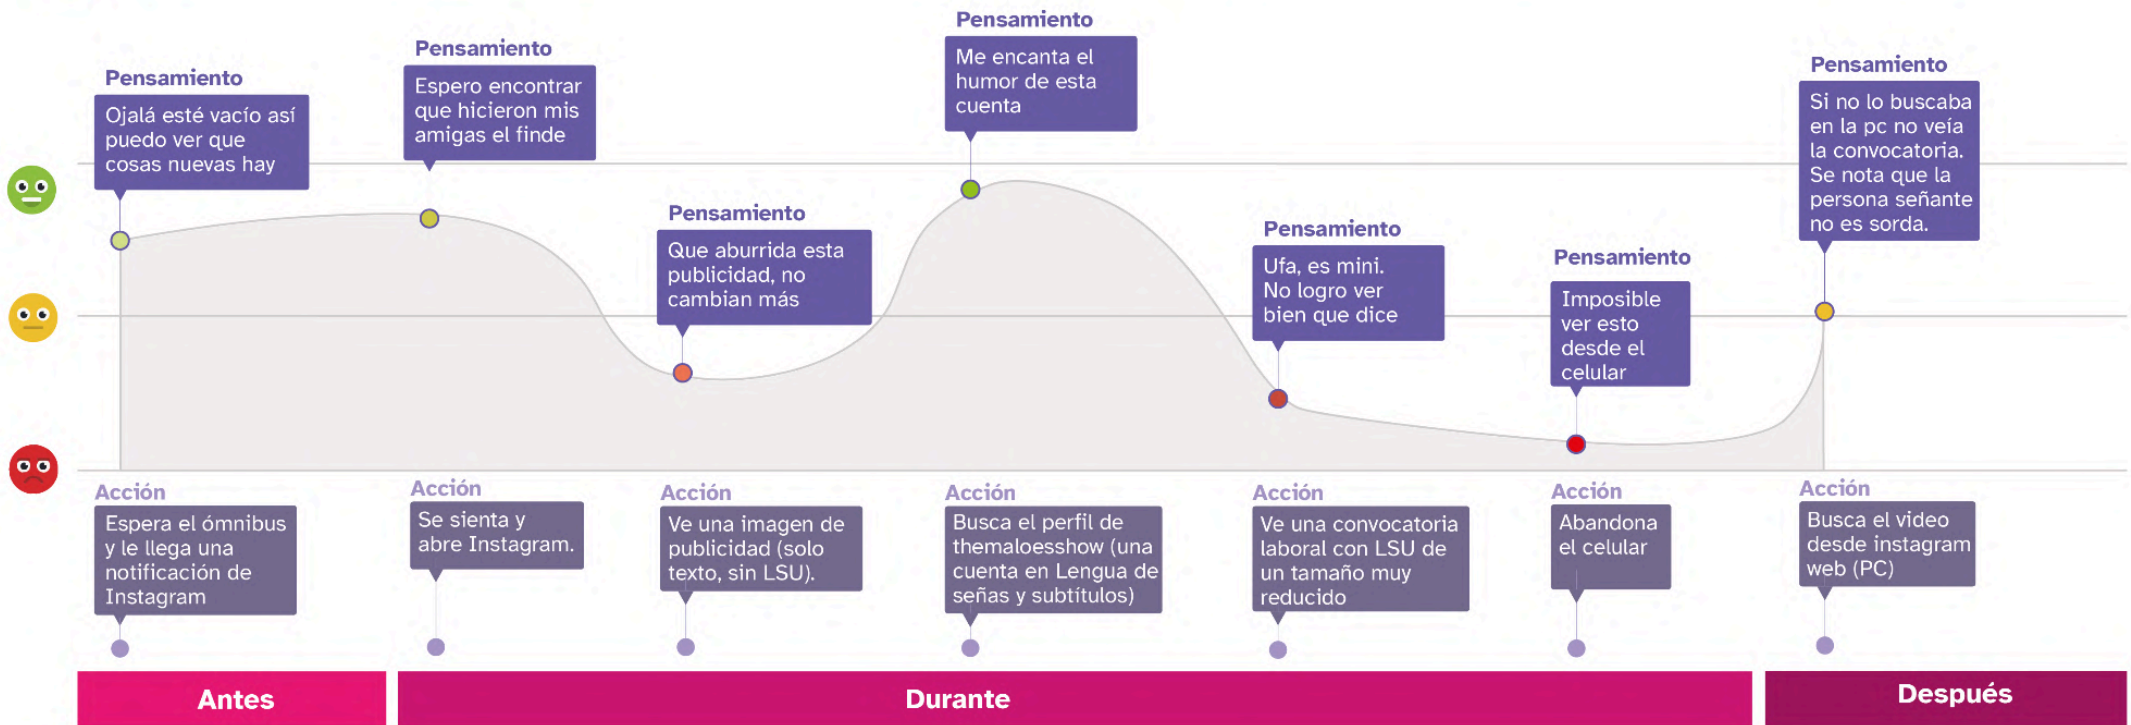 Pensamiento
Ojalá esté vacío así
puedo ver que
cosas nuevas hay
Pensamiento
Espero encontrar
que hicieron mis
amigas el finde
Pensamiento
Que aburrida esta
publicidad, no
cambian más
Pensamiento
Me encanta el
humor de esta
cuenta
Pensamiento
Ufa, es mini.
No logro ver
bien que dice
Pensamiento
Imposible
ver esto
desde el
celular
Pensamiento
Si no lo buscaba
en la pc no veía
la convocatoria.
Se nota que la
persona señante
no es sorda.
Acción
Espera el ómnibus
y le llega una
notificación de
Instagram
Acción
Se sienta y
abre Instagram.
Acción
Ve una imagen de
publicidad (solo
texto, sin LSU).
Acción
Busca el perfil de
themaloesshow (una
cuenta en Lengua de
señas y subtítulos)
Acción
Ve una convocatoria
laboral con LSU de
un tamaño muy
reducido
Acción
Abandona
el celular
Acción
Busca el video
desde instagram
web (PC)
Antes
Durante
Después